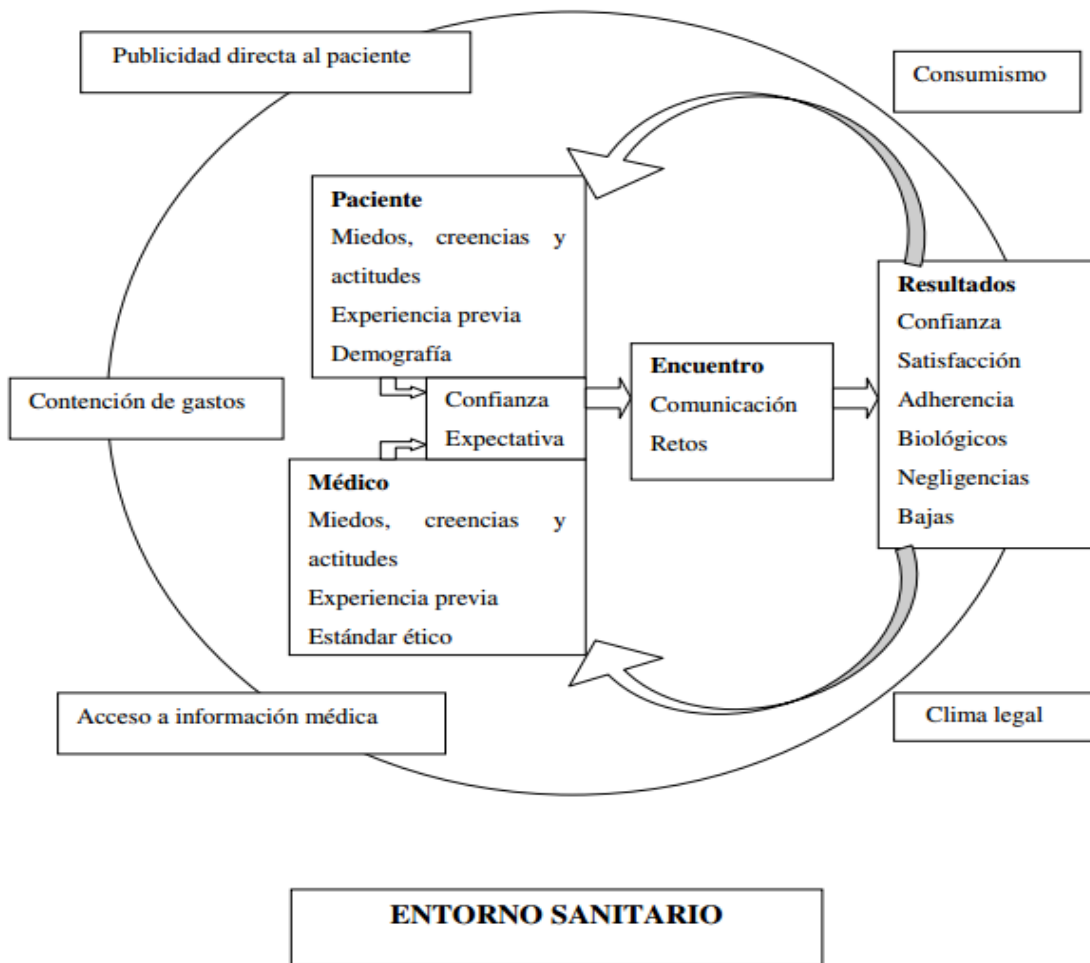 Publicidad directa al paciente
Consumismo
Paciente
Miedos, creencias y
actitudes
Experiencia previa
Demografía
Confianza
Expectativa
Médico
Miedos, creencias y
actitudes
Experiencia previa
Estándar ético
Encuentro
Comunicación
Retos
Resultados
Confianza
Satisfacción
Adherencia
Biológicos
Negligencias
Bajas
Contención de gastos
Acceso a información médica
Clima legal
ENTORNO SANITARIO